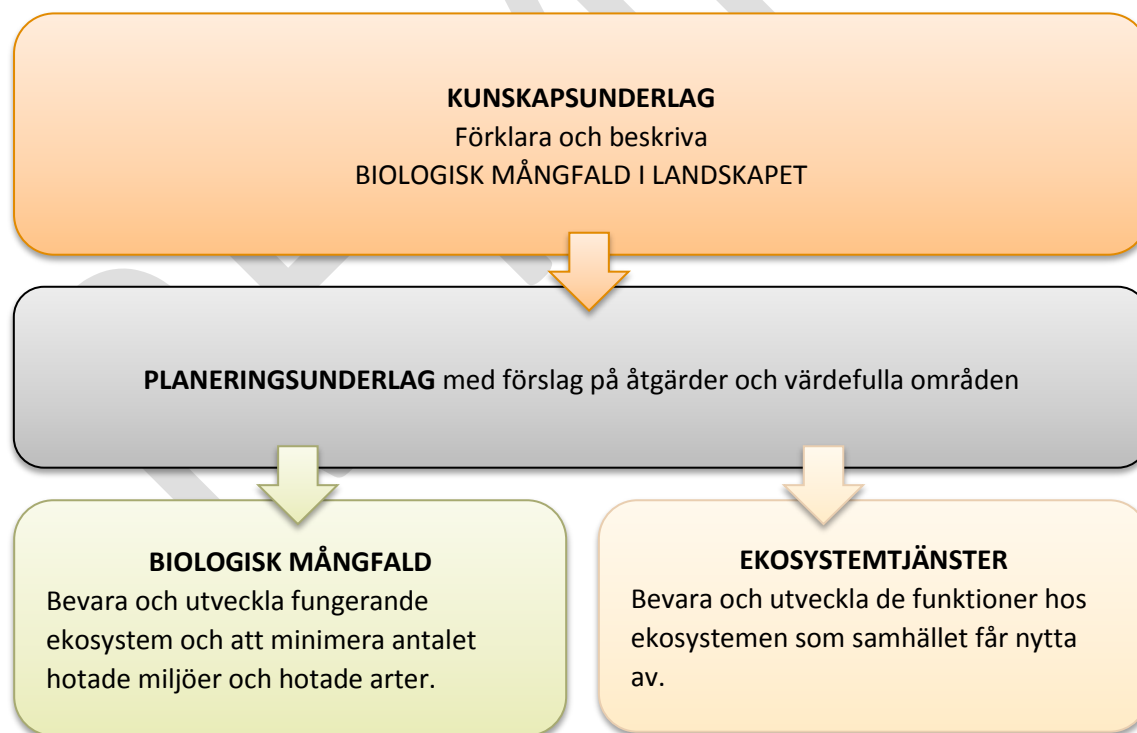 KUNSKAPSUNDERLAG
Förklara och beskriva
BIOLOGISK MÅNGFALD I LANDSKAPET
PLANERINGSUNDERLAG med förslag på åtgärder och värdefulla områden
BIOLOGISK MÅNGFALD
Bevara och utveckla fungerande
ekosystem och att minimera antalet
hotade miljöer och hotade arter.
EKOSYSTEMTJÄNSTER
Bevara och utveckla de funktioner hos
ekosystemen som samhället får nytta
av.